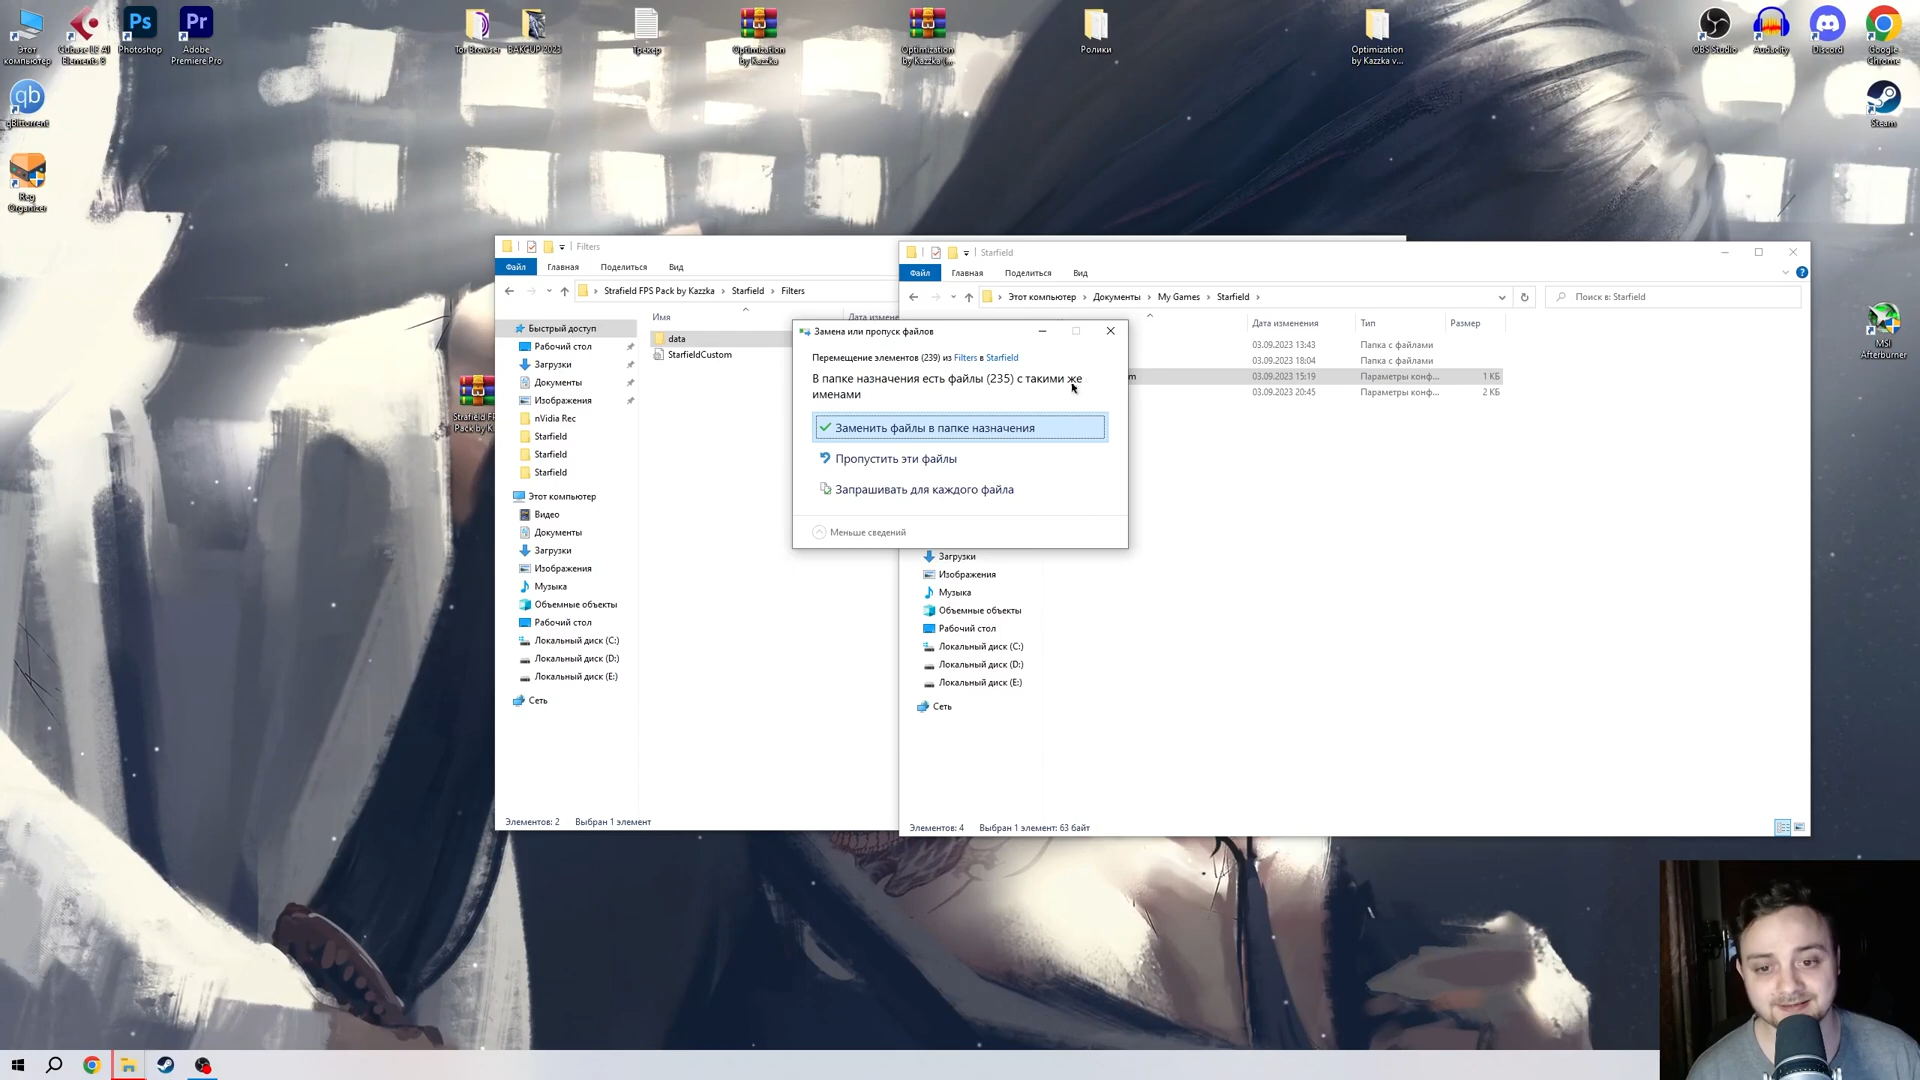 Этот
компьютер
Cubase LE AI
Elements 8
Ps
Photoshop
Pr
Adobe
Premiere Pro
Tor Browser
BAKGUP 2023
Трекер
Optimization
by Kazzka
Optimization
by Kazzka (...
Ролики
Optimization
by Kazzka v...
OBS Studio
Audacity
Discord
Google
Chrome
qb
qBittorrent
Steam
Reg
Organizer
MSI
Afterburner
Strafield FPS
Pack by K
Filters
Файл
Главная
Поделиться
Вид
Strafield FPS Pack by Kazzka > Starfield > Filters
Имя
Дата измене
data
StarfieldCustom
Быстрый доступ
Рабочий стол
Загрузки
Документы
Изображения
nVidia Rec
Starfield
Starfield
Starfield
Этот компьютер
Видео
Документы
Загрузки
Изображения
Музыка
Объемные объекты
Рабочий стол
Локальный диск (C:)
Локальный диск (D:)
Локальный диск (E:)
Сеть
Элементов: 2
Выбран 1 элемент
Starfield
Файл
Главная
Поделиться
Вид
Этот компьютер > Документы > My Games > Starfield >
Поиск в: Starfield
Дата изменения
Тип
Размер
03.09.2023 13:43
Папка с файлами
03.09.2023 18:04
Папка с файлами
m
03.09.2023 15:19
Параметры конф...
1 КБ
03.09.2023 20:45
Параметры конф...
2 КБ
Замена или пропуск файлов
Перемещение элементов (239) из Filters в Starfield
В папке назначения есть файлы (235) с такими же
именами
Заменить файлы в папке назначения
Пропустить эти файлы
Запрашивать для каждого файла
Меньше сведений
Загрузки
Изображения
Музыка
Объемные объекты
Рабочий стол
Локальный диск (C:)
Локальный диск (D:)
Локальный диск (E:)
Сеть
Элементов: 4
Выбран 1 элемент: 63 байт